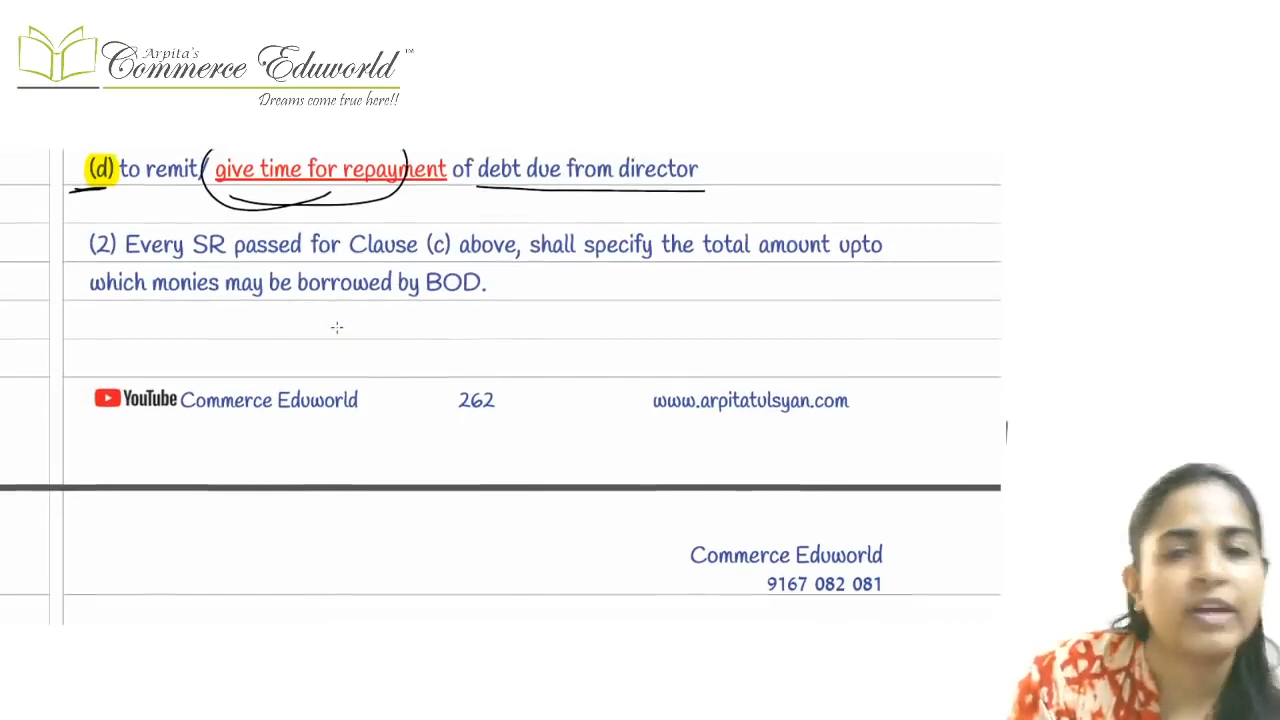 Arpita's
Commerce Eduworld™
Dreams come true here!!
(d) to remit/ give time for repayment of debt due from director
(2) Every SR passed for Clause (c) above, shall specify the total amount upto
which monies may be borrowed by BOD.
YouTube Commerce Eduworld 262 www.arpitatulsyan.com
Commerce Eduworld
9167 082 081